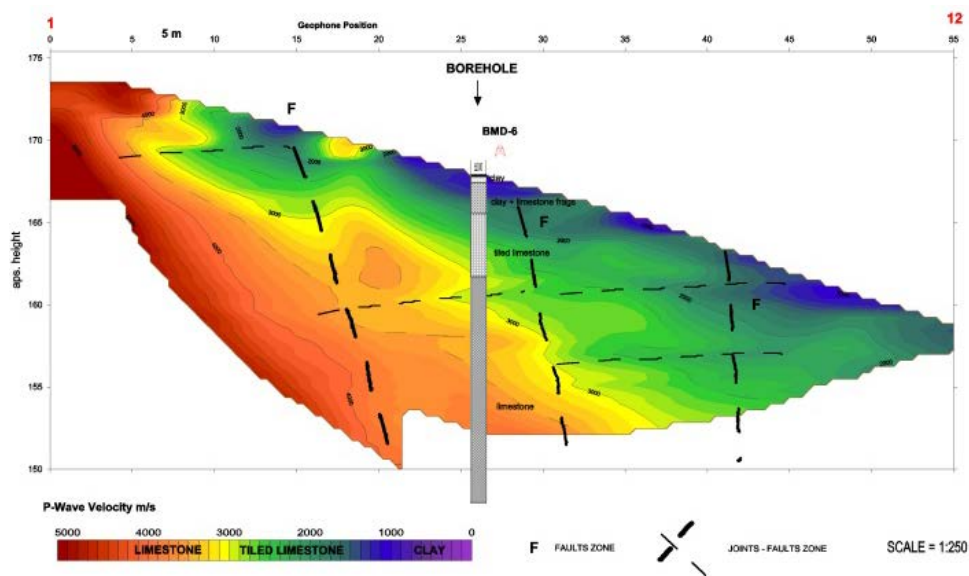 1 Geophone Position 12
0 5 5 m 10 15 20 25 30 35 40 45 50 55
175
BOREHOLE
F
BMD-6
170
clay
clay + limestone frags
165
F
tiled limestone
aps. height
160
F
155
limestone
150
P-Wave Velocity m/s
5000 4000 3000 2000 1000 0
LIMESTONE TILED LIMESTONE CLAY
F FAULTS ZONE JOINTS - FAULTS ZONE SCALE = 1:250